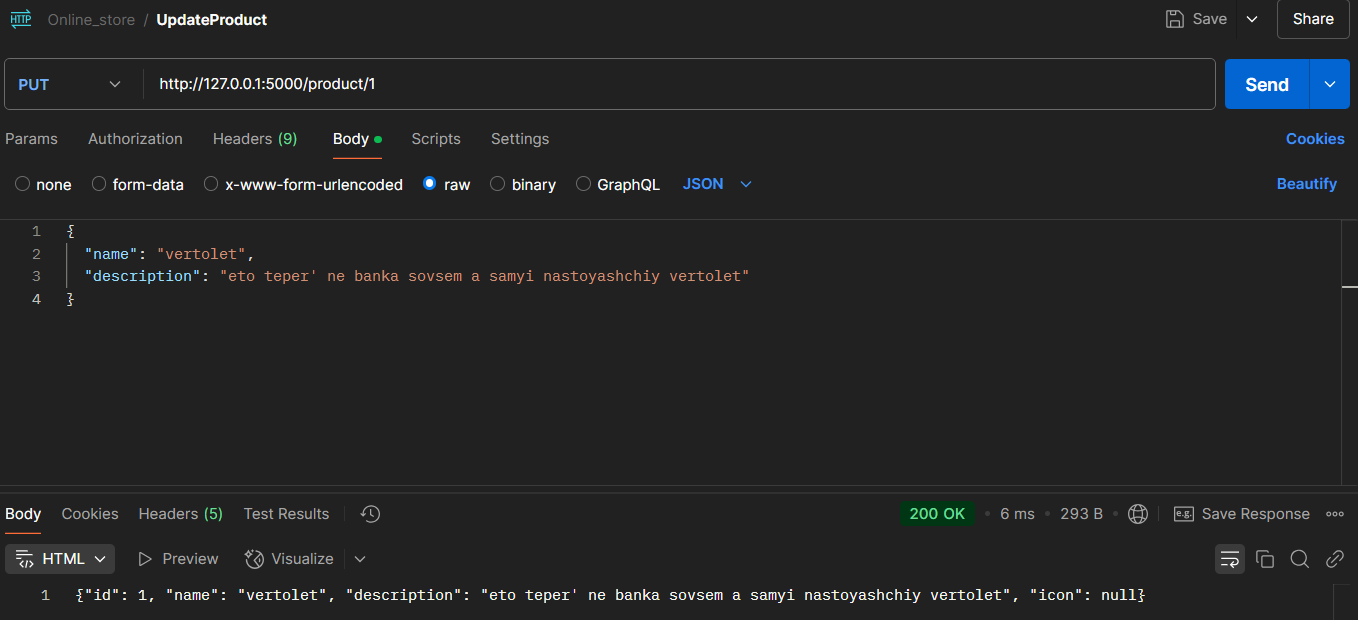 HTTP Online_store / UpdateProduct Save Share
PUT http://127.0.0.1:5000/product/1 Send
Params Authorization Headers (9) Body Scripts Settings Cookies
none form-data x-www-form-urlencoded raw binary GraphQL JSON Beautify
1 {
2 "name": "vertolet",
3 "description": "eto teper' ne banka sovsem a samyi nastoyashchiy vertolet"
4 }
Body Cookies Headers (5) Test Results 200 OK • 6 ms • 293 B • e.g. Save Response
HTML Preview Visualize
1 {"id": 1, "name": "vertolet", "description": "eto teper' ne banka sovsem a samyi nastoyashchiy vertolet", "icon": null}